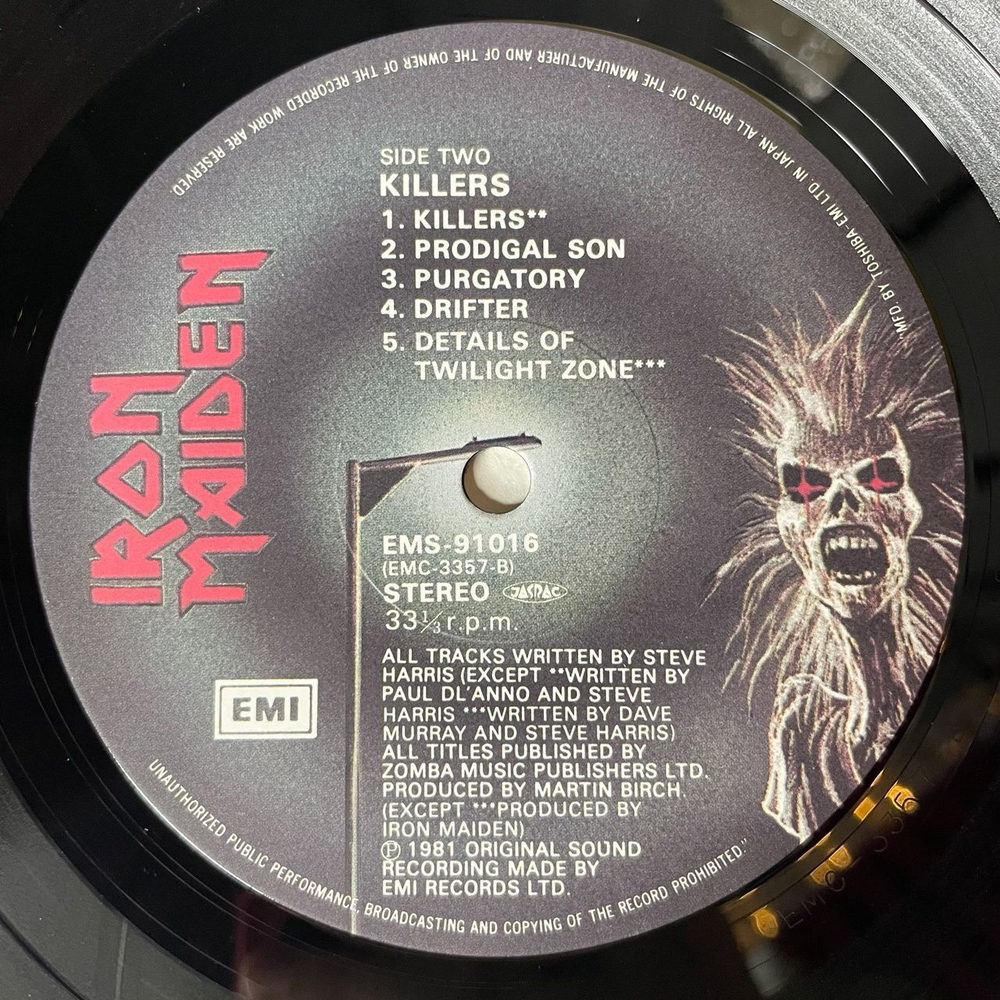 SIDE TWO
KILLERS
1. KILLERS**
2. PRODIGAL SON
3. PURGATORY
4. DRIFTER
5. DETAILS OF
TWILIGHT ZONE***
IRON
MAIDEN
EMS-91016
(EMC-3357-B)
STEREO JASRAC
33⅓ r.p.m.
EMI
ALL TRACKS WRITTEN BY STEVE
HARRIS (EXCEPT **WRITTEN BY
PAUL DL'ANNO AND STEVE
HARRIS ***WRITTEN BY DAVE
MURRAY AND STEVE HARRIS)
ALL TITLES PUBLISHED BY
ZOMBA MUSIC PUBLISHERS LTD.
PRODUCED BY MARTIN BIRCH.
(EXCEPT ***PRODUCED BY
IRON MAIDEN)
Ⓟ 1981 ORIGINAL SOUND
RECORDING MADE BY
EMI RECORDS LTD.
"MFD. BY TOSHIBA-EMI LTD. IN JAPAN. ALL RIGHTS OF THE MANUFACTURER AND OF THE OWNER OF THE RECORDED WORK ARE RESERVED
UNAUTHORIZED PUBLIC PERFORMANCE, BROADCASTING AND COPYING OF THE RECORD PROHIBITED."